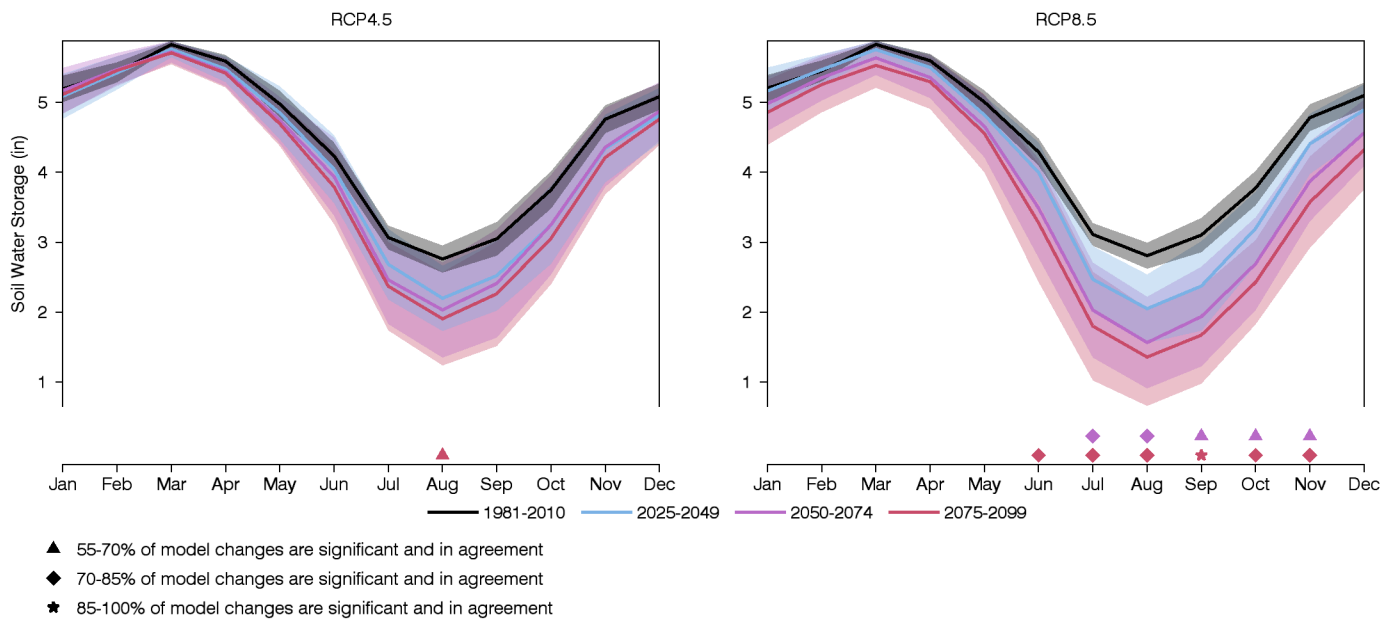 RCP4.5
RCP8.5
Soil Water Storage (in)
5
4
3
2
1
Jan Feb Mar Apr May Jun Jul Aug Sep Oct Nov Dec
Jan Feb Mar Apr May Jun Jul Aug Sep Oct Nov Dec
5
4
3
2
1
1981-2010 2025-2049 2050-2074 2075-2099
55-70% of model changes are significant and in agreement
70-85% of model changes are significant and in agreement
85-100% of model changes are significant and in agreement